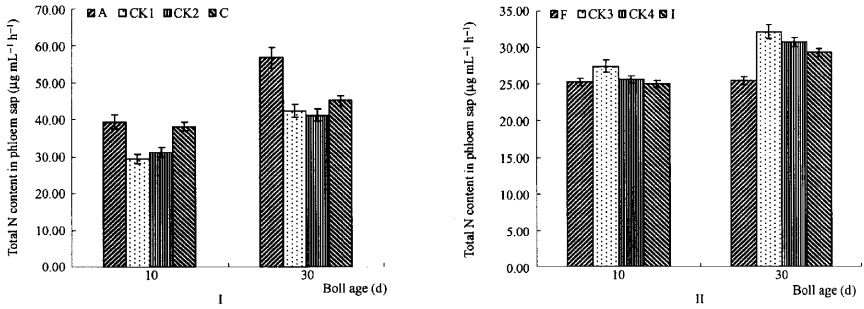 A CK1 CK2 C
Total N content in phloem sap (μg mL⁻¹ h⁻¹)
70.00
60.00
50.00
40.00
30.00
20.00
10.00
0.00
10
30
Boll age (d)
I
F CK3 CK4 I
Total N content in phloem sap (μg mL⁻¹ h⁻¹)
35.00
30.00
25.00
20.00
15.00
10.00
5.00
0.00
10
30
Boll age (d)
II